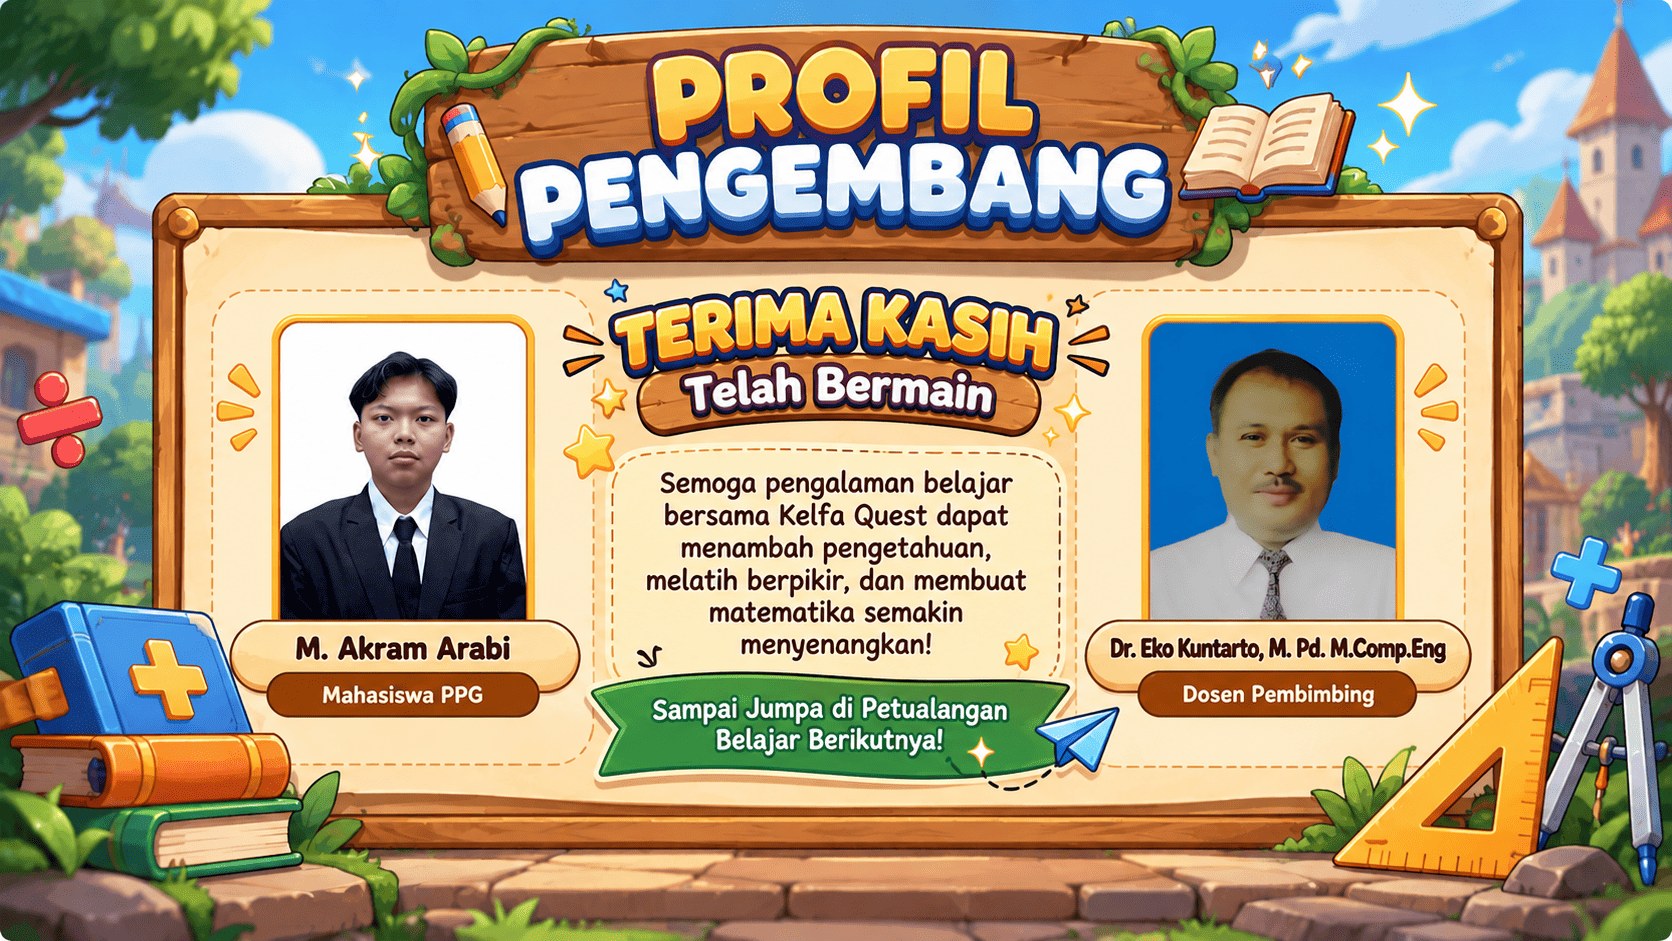 PROFIL
PENGEMBANG
TERIMA KASIH
Telah Bermain
Semoga pengalaman belajar
bersama Kelfa Quest dapat
menambah pengetahuan,
melatih berpikir, dan membuat
matematika semakin
menyenangkan!
Sampai Jumpa di Petualangan
Belajar Berikutnya!
M. Akram Arabi
Mahasiswa PPG
Dr. Eko Kuntarto, M. Pd. M.Comp.Eng
Dosen Pembimbing